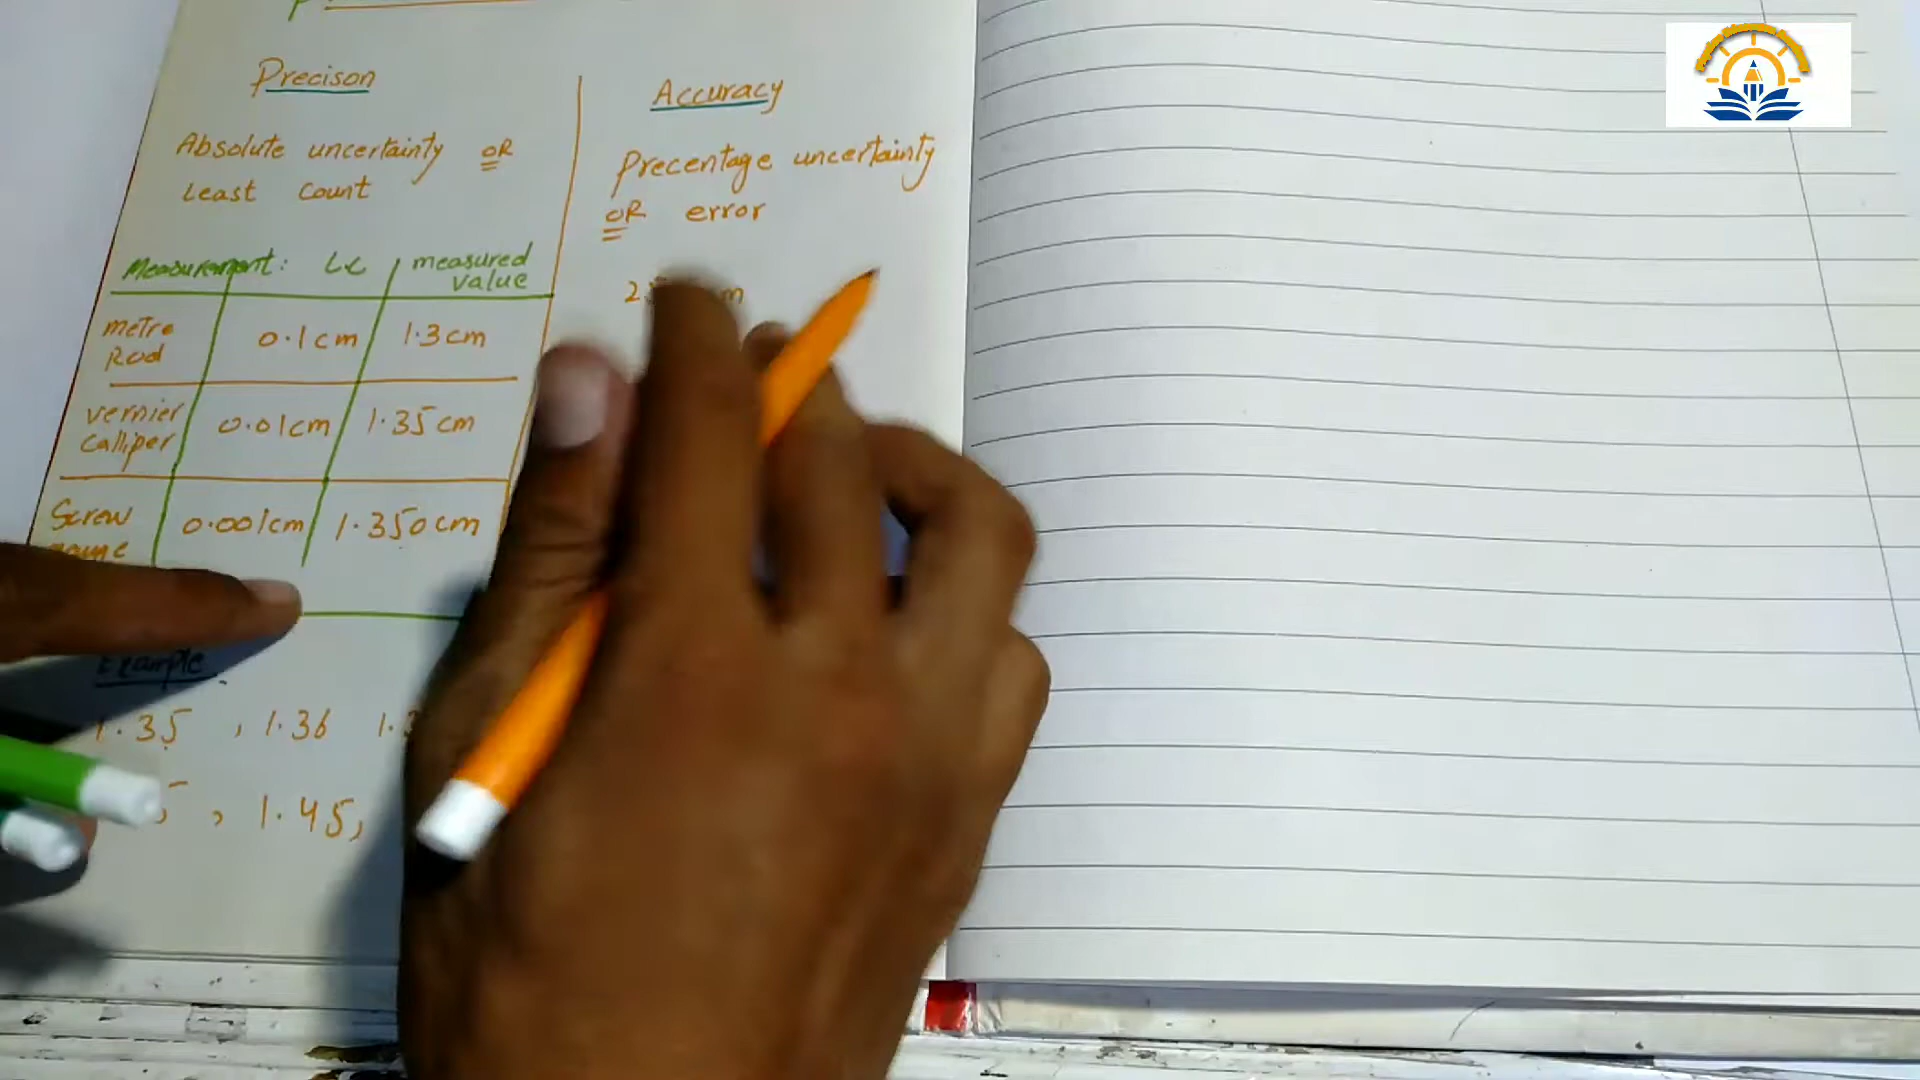 Precison
Absolute uncertainty OR
Least count
Measurement: LC measured value
metre Rod 0.1cm 1.3cm
vernier calliper 0.01cm 1.35cm
Screw gauge 0.001cm 1.350cm
Example
1.35 , 1.36
, 1.45,
Accuracy
Precentage uncertainty
OR error